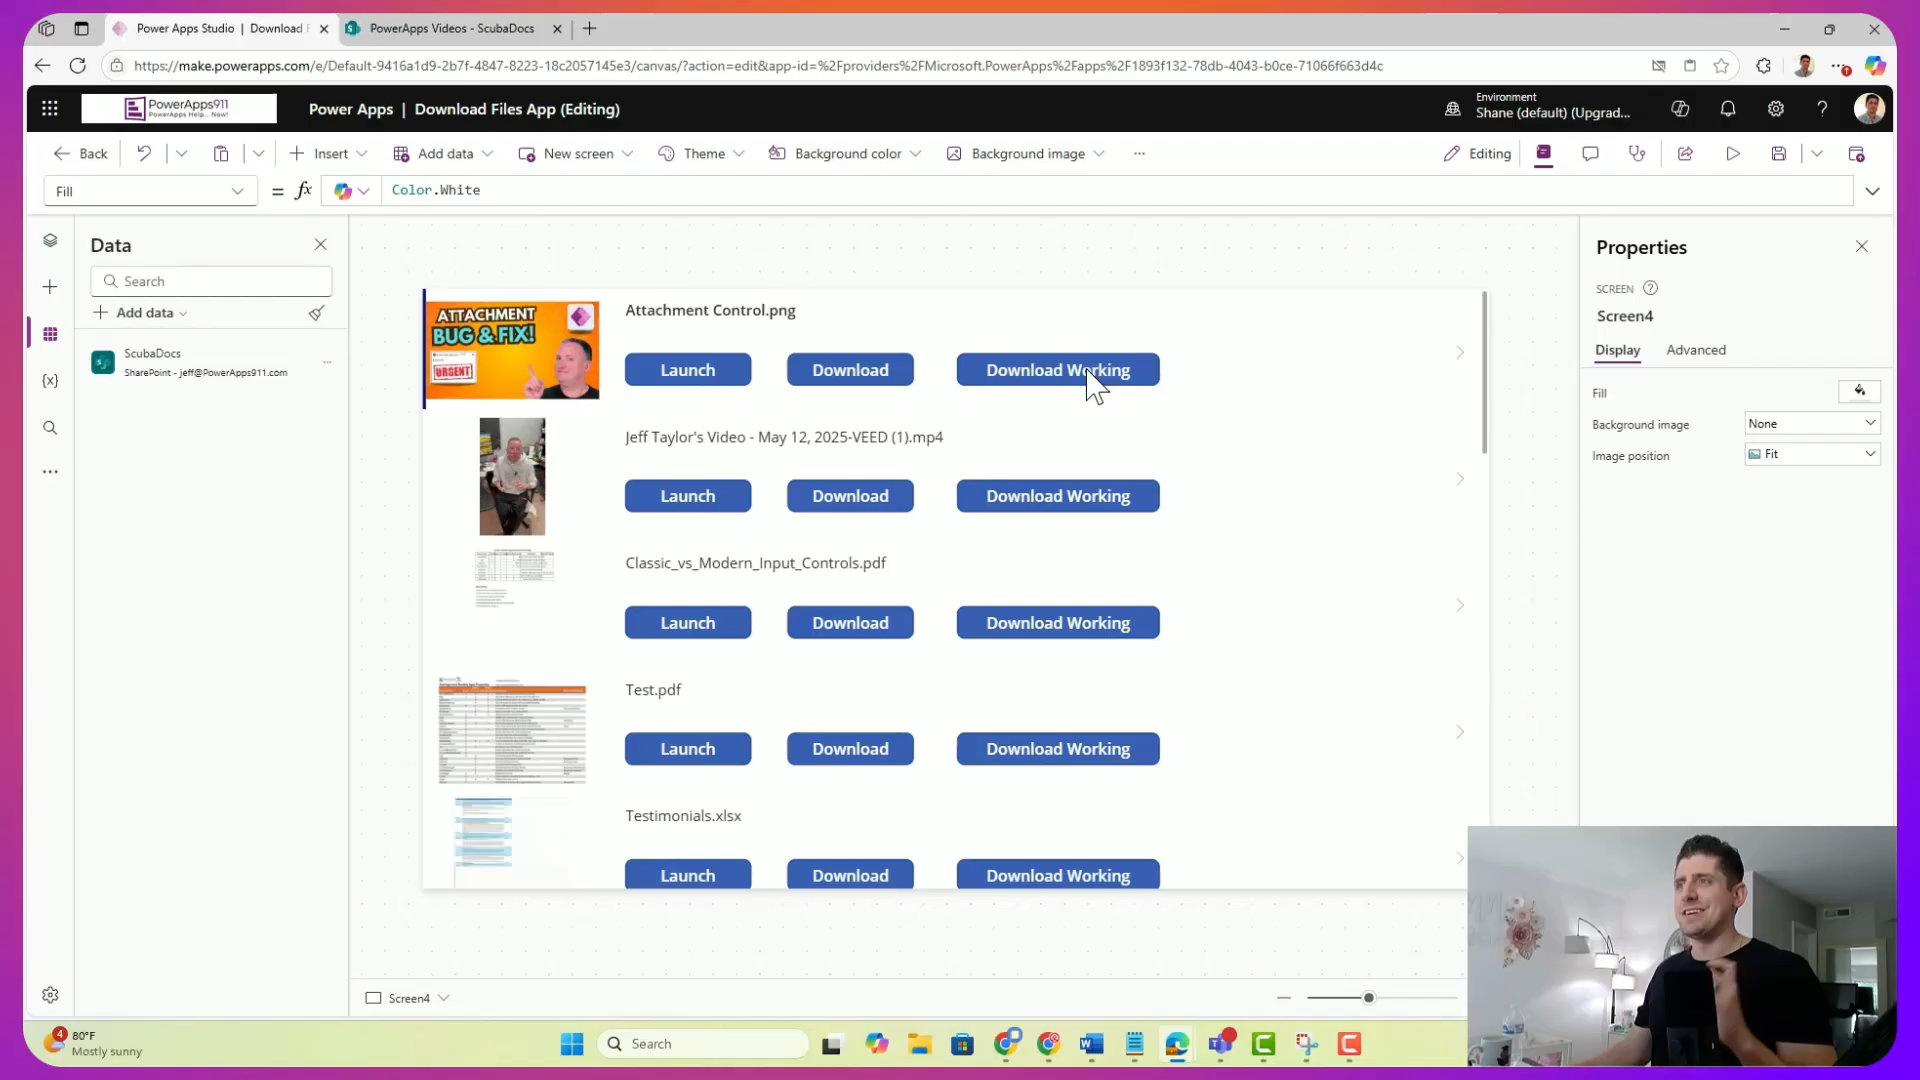 Power Apps Studio | Download F
PowerApps Videos - ScubaDocs
https://make.powerapps.com/e/Default-9416a1d9-2b7f-4847-8223-18c2057145e3/canvas/?action=edit&app-id=%2Fproviders%2FMicrosoft.PowerApps%2Fapps%2F1893f132-78db-4043-b0ce-71066f663d4c
PowerApps911
PowerApps Help... Now!
Power Apps | Download Files App (Editing)
Environment
Shane (default) (Upgrad...
Back
Insert
Add data
New screen
Theme
Background color
Background image
Editing
Fill
= fx
Color.White
Data
Search
Add data
ScubaDocs
SharePoint - jeff@PowerApps911.com
ATTACHMENT
BUG & FIX!
URGENT
Attachment Control.png
Launch
Download
Download Working
Jeff Taylor's Video - May 12, 2025-VEED (1).mp4
Launch
Download
Download Working
Classic_vs_Modern_Input_Controls.pdf
Launch
Download
Download Working
Test.pdf
Launch
Download
Download Working
Testimonials.xlsx
Launch
Download
Download Working
Properties
SCREEN
Screen4
Display
Advanced
Fill
Background image
None
Image position
Fit
Screen4
4
80°F
Mostly sunny
Search